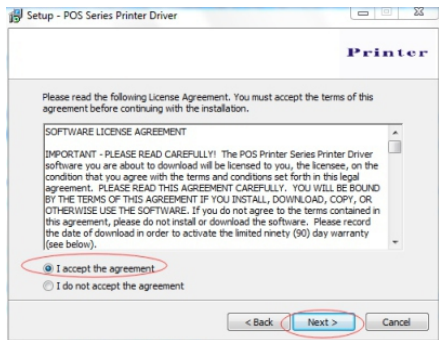 Setup - POS Series Printer Driver
Printer
Please read the following License Agreement. You must accept the terms of this
agreement before continuing with the installation.
SOFTWARE LICENSE AGREEMENT
IMPORTANT - PLEASE READ CAREFULLY! The POS Printer Series Printer Driver
software you are about to download will be licensed to you, the licensee, on the
condition that you agree with the terms and conditions set forth in this legal
agreement. PLEASE READ THIS AGREEMENT CAREFULLY. YOU WILL BE BOUND
BY THE TERMS OF THIS AGREEMENT IF YOU INSTALL, DOWNLOAD, COPY, OR
OTHERWISE USE THE SOFTWARE. If you do not agree to the terms contained in
this agreement, please do not install or download the software. Please record
the date of download in order to activate the limited ninety (90) day warranty
(see below).
I accept the agreement
I do not accept the agreement
< Back
Next >
Cancel